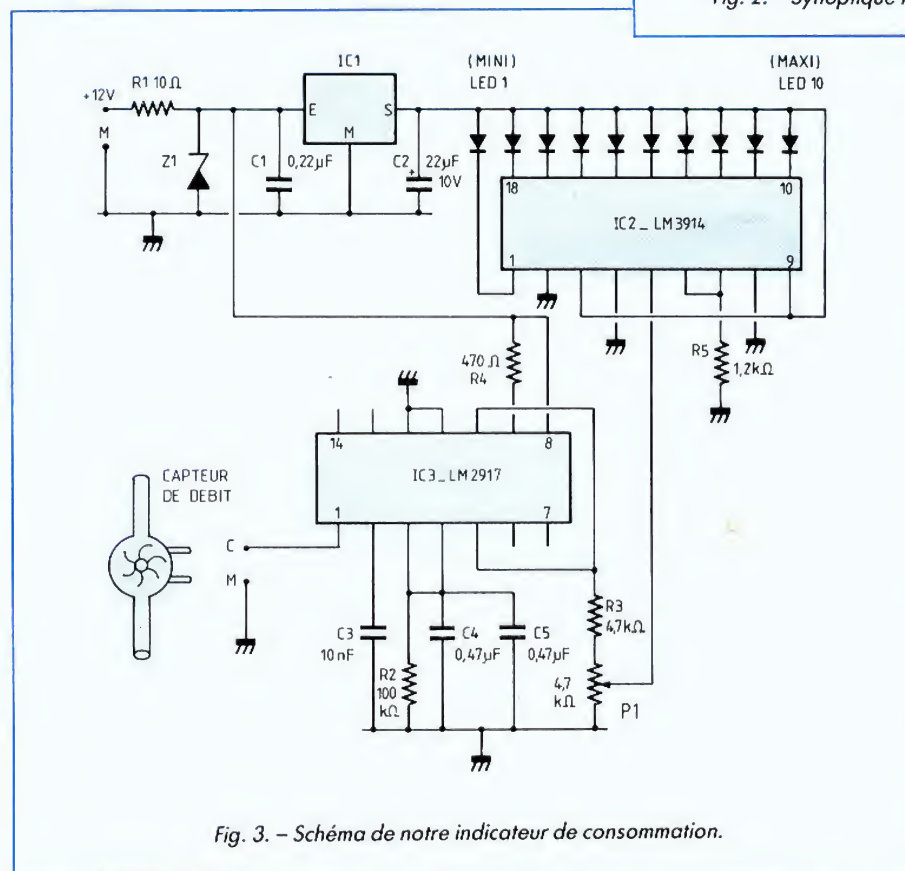 Fig. 2. – Synoptique
IC1
(MINI)
LED 1
(MAXI)
LED 10
R1 10 Ω
+12V
E
S
M
M
Z1
C1
0,22µF
C2
+
22µF
10V
18
10
IC2_ LM3914
1
9
470 Ω
R4
R5
1,2kΩ
14
8
IC3_LM2917
1
7
CAPTEUR
DE DEBIT
C
M
C3
10nF
R2
100
kΩ
C4
0,47µF
C5
0,47µF
R3
4,7kΩ
4,7
kΩ
P1
Fig. 3. – Schéma de notre indicateur de consommation.